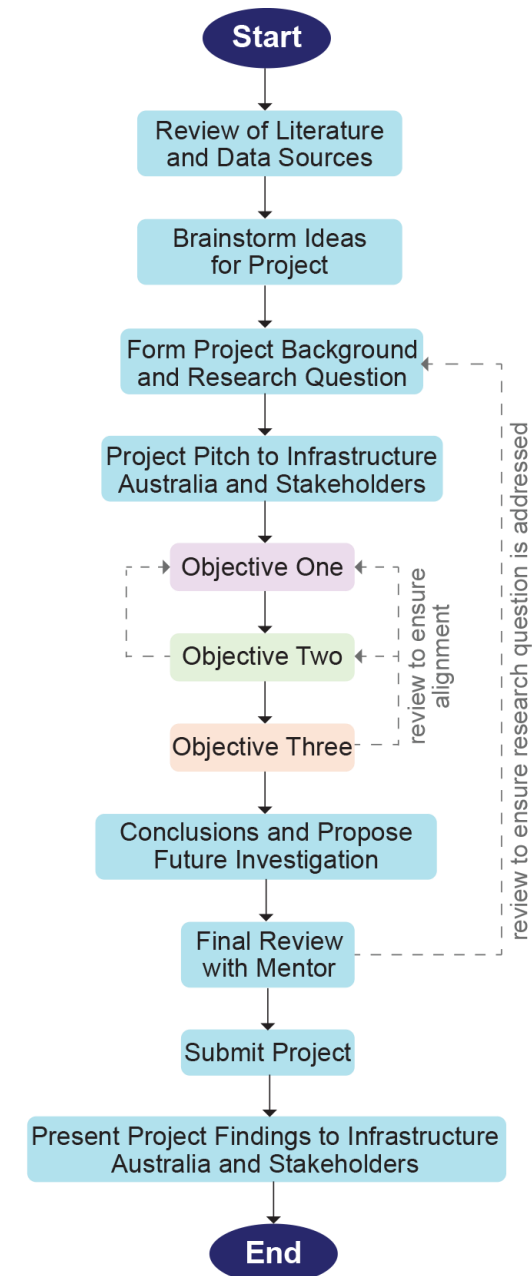 Start
Review of Literature
and Data Sources
Brainstorm Ideas
for Project
Form Project Background
and Research Question
Project Pitch to Infrastructure
Australia and Stakeholders
Objective One
Objective Two
Objective Three
review to ensure
alignment
review to ensure research question is addressed
Conclusions and Propose
Future Investigation
Final Review
with Mentor
Submit Project
Present Project Findings to Infrastructure
Australia and Stakeholders
End